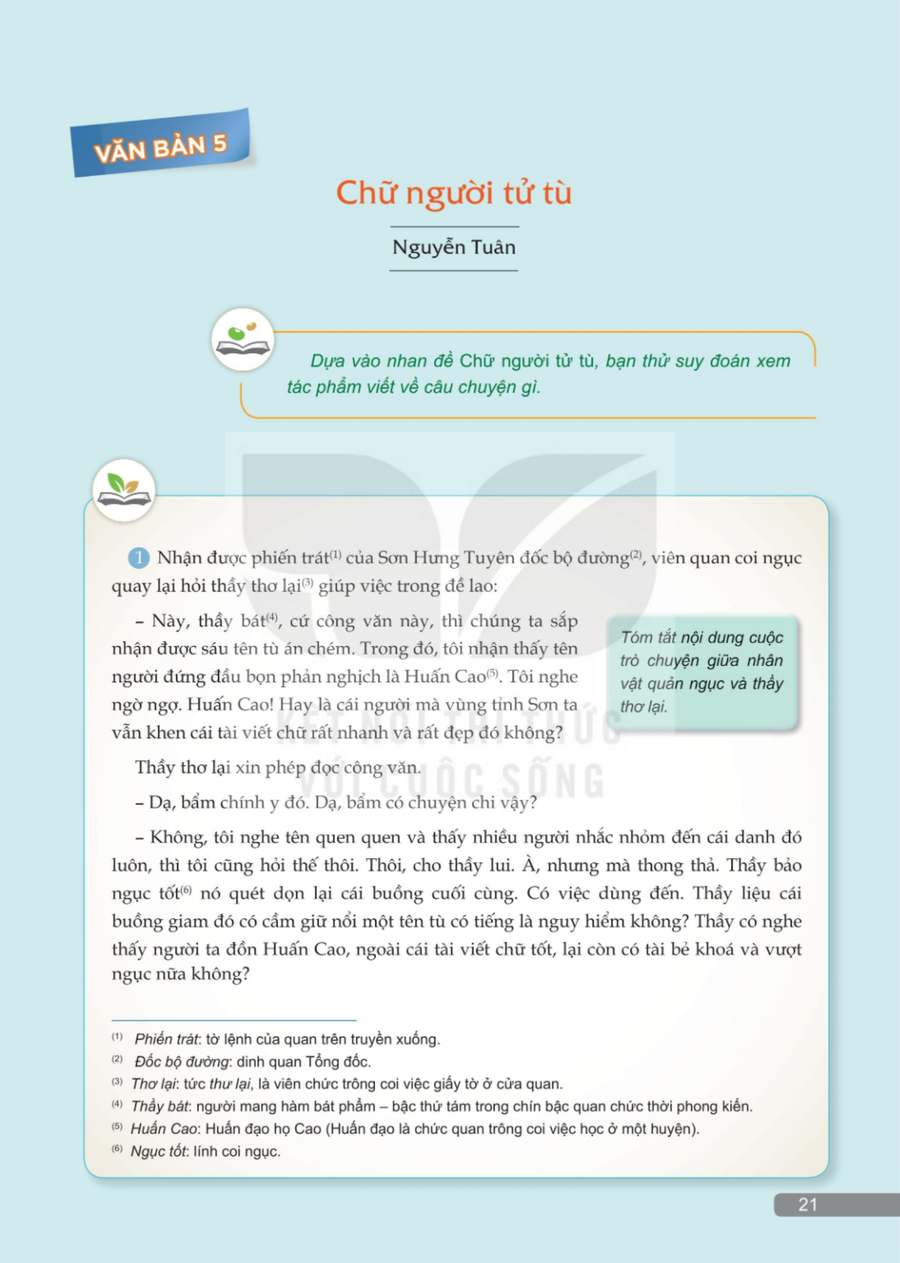 VĂN BẢN 5
Chữ người tử tù
Nguyễn Tuân
Dựa vào nhan đề Chữ người tử tù, bạn thử suy đoán xem
tác phẩm viết về câu chuyện gì.
1 Nhận được phiến trát(1) của Sơn Hưng Tuyên đốc bộ đường(2), viên quan coi ngục
quay lại hỏi thầy thơ lại(3) giúp việc trong đề lao:
– Này, thầy bát(4), cứ công văn này, thì chúng ta sắp
nhận được sáu tên tù án chém. Trong đó, tôi nhận thấy tên
người đứng đầu bọn phản nghịch là Huấn Cao(5). Tôi nghe
ngờ ngợ. Huấn Cao! Hay là cái người mà vùng tỉnh Sơn ta
vẫn khen cái tài viết chữ rất nhanh và rất đẹp đó không?
Tóm tắt nội dung cuộc
trò chuyện giữa nhân
vật quản ngục và thầy
thơ lại.
Thầy thơ lại xin phép đọc công văn.
– Dạ, bẩm chính y đó. Dạ, bẩm có chuyện chi vậy?
– Không, tôi nghe tên quen quen và thấy nhiều người nhắc nhỏm đến cái danh đó
luôn, thì tôi cũng hỏi thế thôi. Thôi, cho thầy lui. À, nhưng mà thong thả. Thầy bảo
ngục tốt(6) nó quét dọn lại cái buồng cuối cùng. Có việc dùng đến. Thầy liệu cái
buồng giam đó có cầm giữ nổi một tên tù có tiếng là nguy hiểm không? Thầy có nghe
thấy người ta đồn Huấn Cao, ngoài cái tài viết chữ tốt, lại còn có tài bẻ khoá và vượt
ngục nữa không?
KẾT NỐI TRI THỨC
VỚI CUỘC SỐNG
(1) Phiến trát: tờ lệnh của quan trên truyền xuống.
(2) Đốc bộ đường: dinh quan Tổng đốc.
(3) Thơ lại: tức thư lại, là viên chức trông coi việc giấy tờ ở cửa quan.
(4) Thầy bát: người mang hàm bát phẩm – bậc thứ tám trong chín bậc quan chức thời phong kiến.
(5) Huấn Cao: Huấn đạo họ Cao (Huấn đạo là chức quan trông coi việc học ở một huyện).
(6) Ngục tốt: lính coi ngục.
21